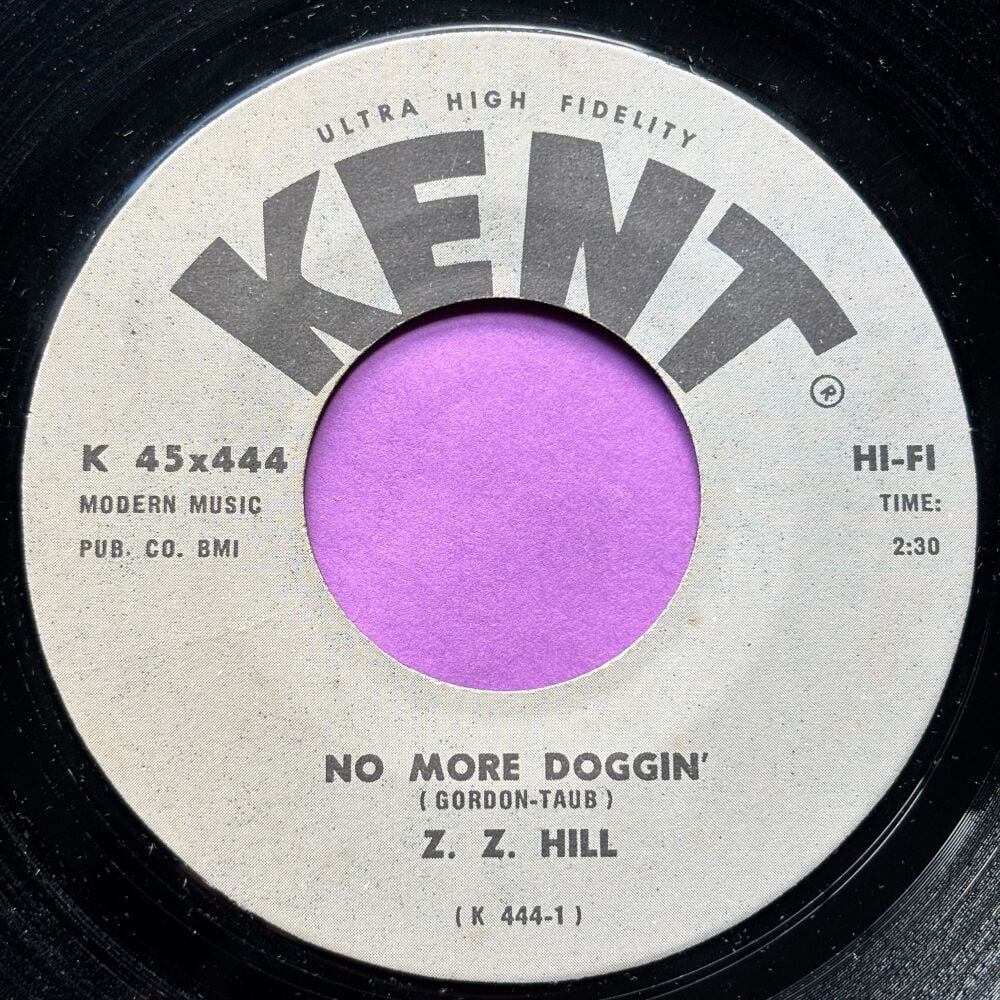 ULTRA HIGH FIDELITY
KENT
®
K 45x444
MODERN MUSIC
PUB. CO. BMI
HI-FI
TIME:
2:30
NO MORE DOGGIN'
(GORDON-TAUB)
Z. Z. HILL
(K 444-1)